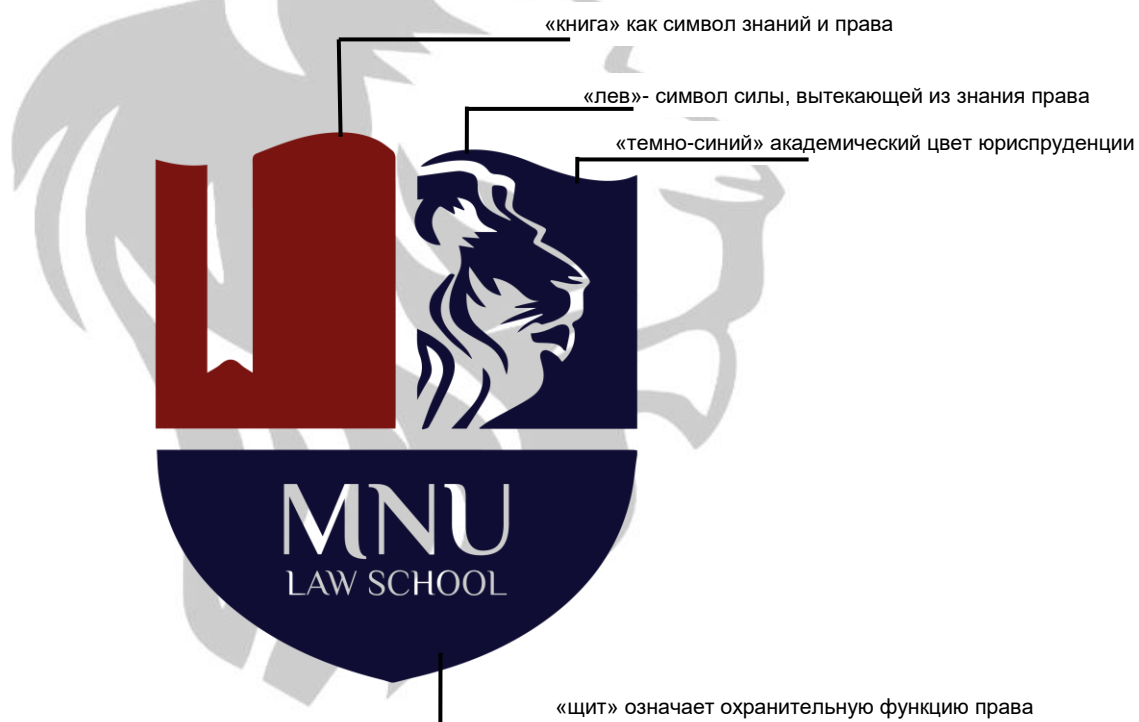 «книга» как символ знаний и права
«лев»- символ силы, вытекающей из знания права
«темно-синий» академический цвет юриспруденции
MNU
LAW SCHOOL
«щит» означает охранительную функцию права